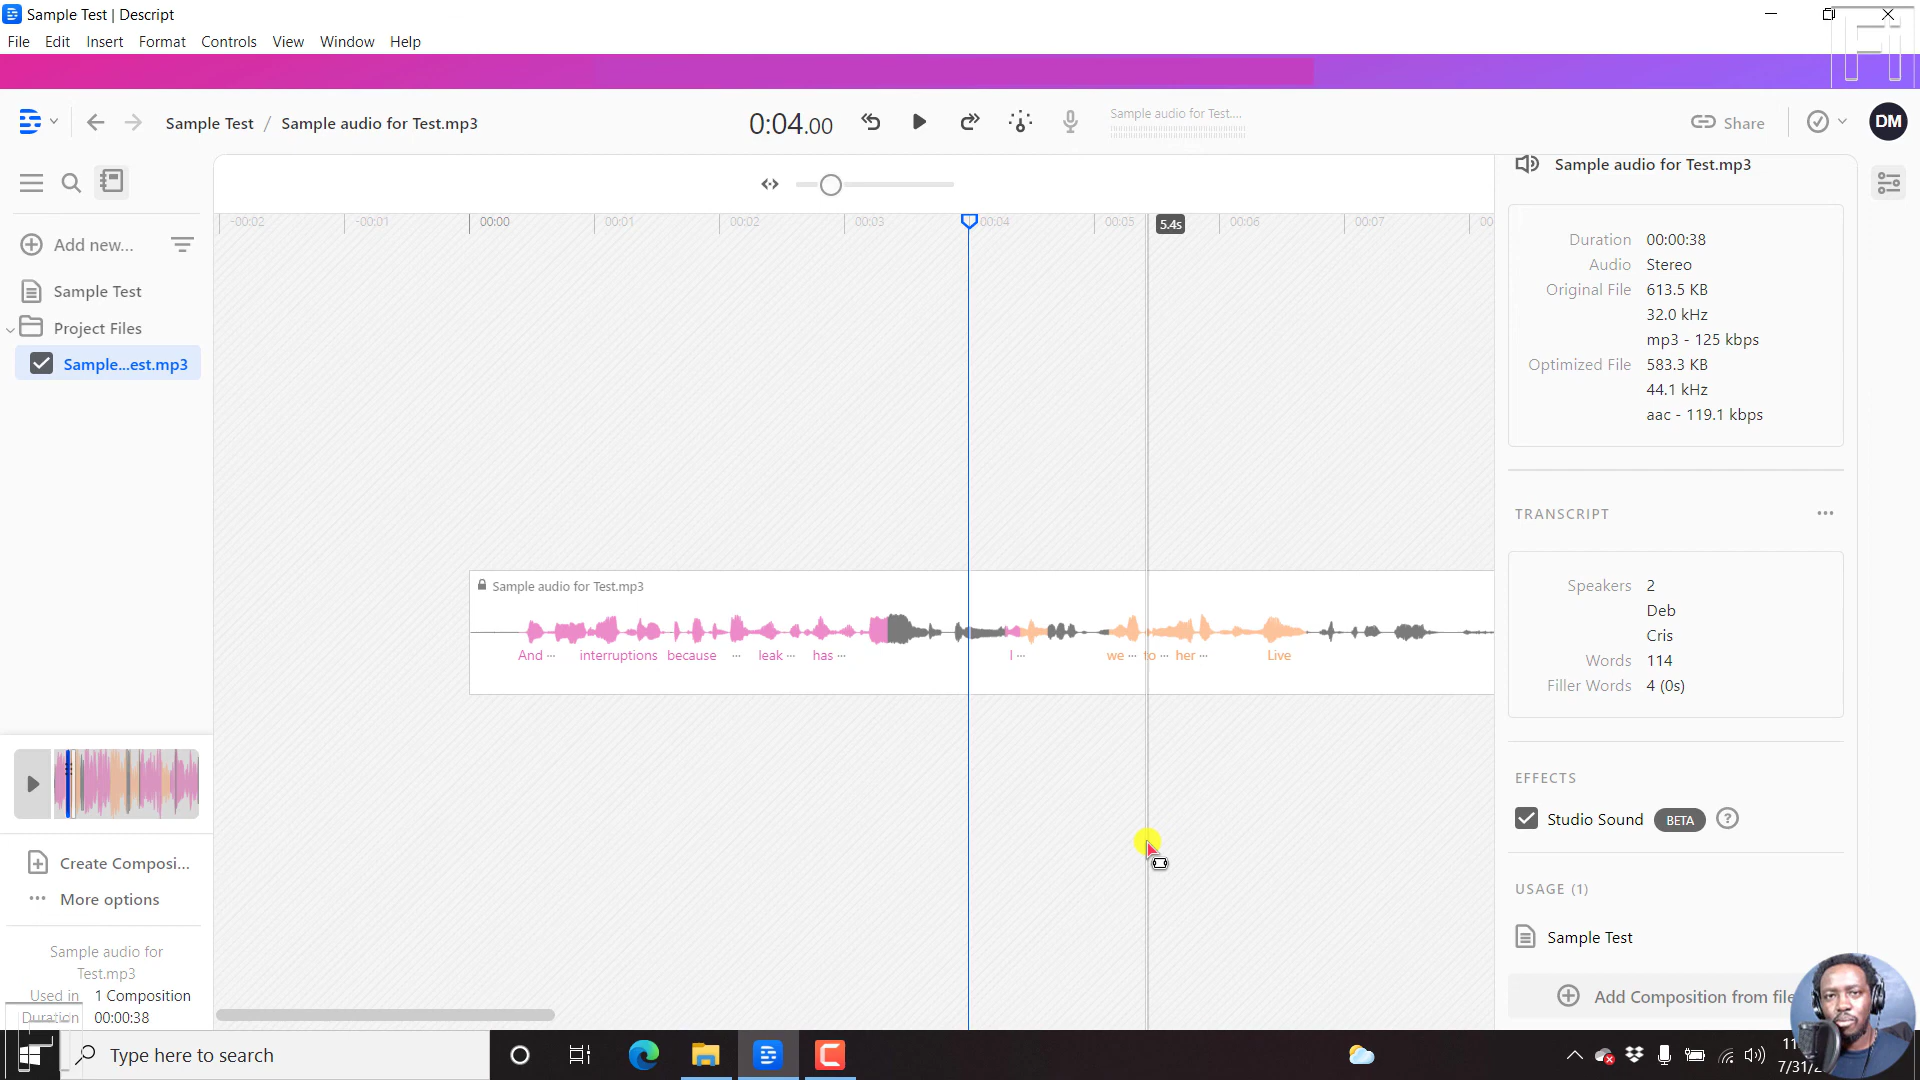 Sample Test | Descript
File Edit Insert Format Controls View Window Help
Sample Test / Sample audio for Test.mp3
0:04.00
Sample audio for Test....
Share
DM
Add new...
Sample Test
Project Files
Sample...est.mp3
-00:02 -00:01 00:00 00:01 00:02 00:03 00:04 00:05 5.4s 00:06 00:07 00
Sample audio for Test.mp3
And ... interruptions because ... leak ... has ... I ... we ... to ... her ... Live
Sample audio for Test.mp3
Duration 00:00:38
Audio Stereo
Original File 613.5 KB
32.0 kHz
mp3 - 125 kbps
Optimized File 583.3 KB
44.1 kHz
aac - 119.1 kbps
TRANSCRIPT ...
Speakers 2
Deb
Cris
Words 114
Filler Words 4 (0s)
EFFECTS
Studio Sound BETA ?
USAGE (1)
Sample Test
Add Composition from file
Create Composi...
... More options
Sample audio for
Test.mp3
Used in 1 Composition
Duration 00:00:38
Type here to search
11
7/31/2